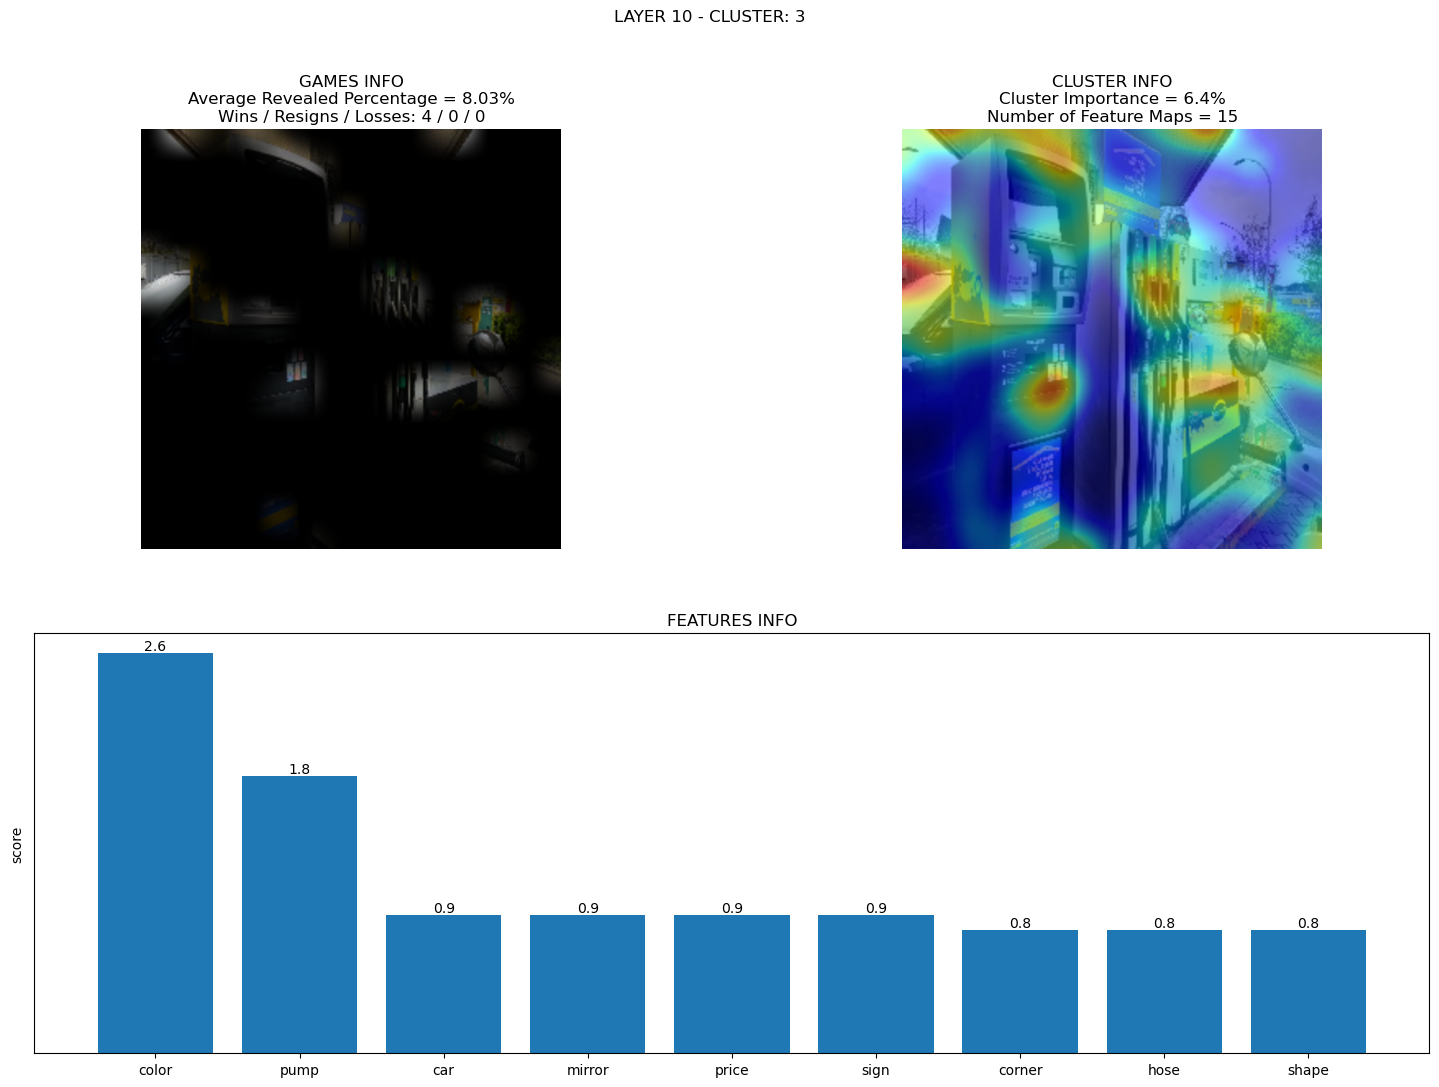 LAYER 10 - CLUSTER: 3
GAMES INFO
Average Revealed Percentage = 8.03%
Wins / Resigns / Losses: 4 / 0 / 0
CLUSTER INFO
Cluster Importance = 6.4%
Number of Feature Maps = 15
FEATURES INFO
score
2.6
1.8
0.9
0.9
0.9
0.9
0.8
0.8
0.8
color
pump
car
mirror
price
sign
corner
hose
shape